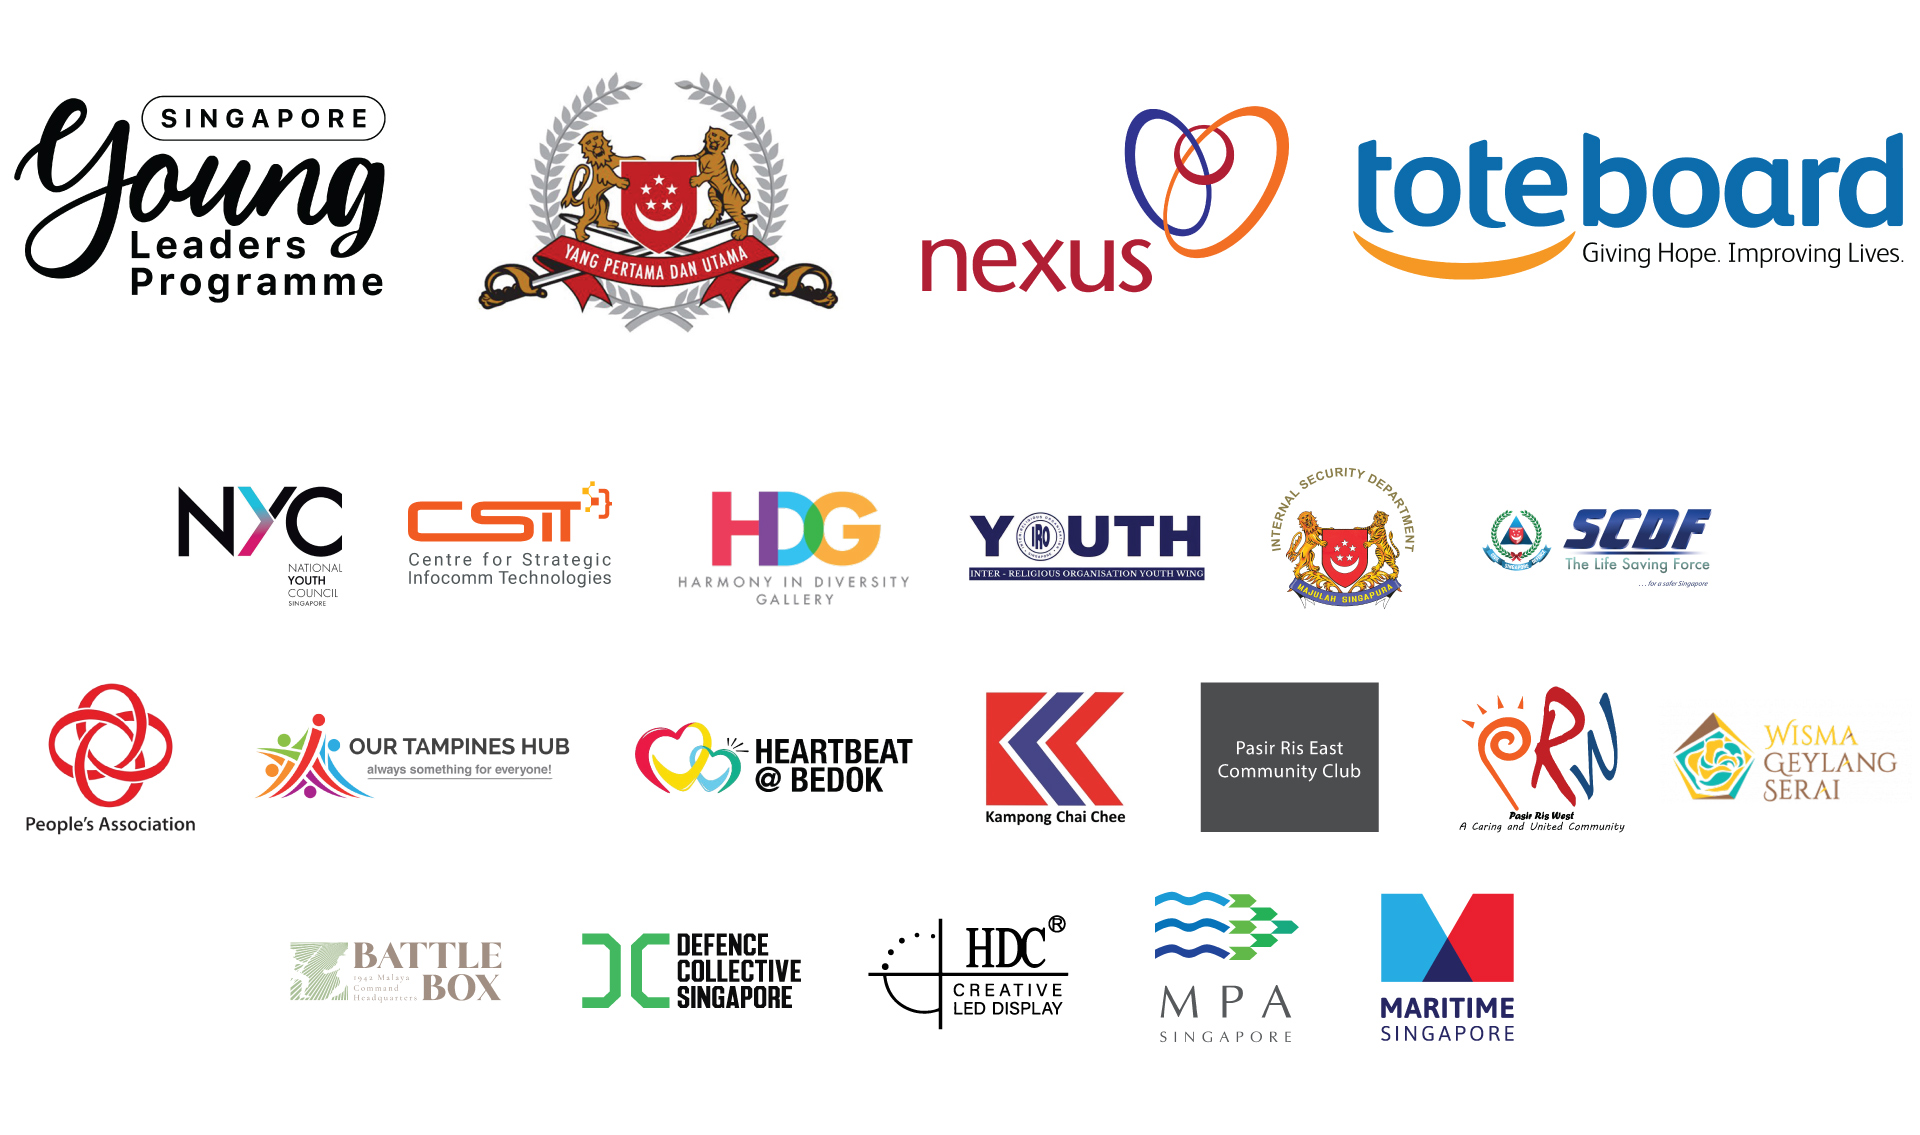 SINGAPORE
Young
Leaders
Programme
YANG PERTAMA DAN UTAMA
nexus
toteboard
Giving Hope. Improving Lives.
NYC
NATIONAL
YOUTH
COUNCIL
SINGAPORE
CSIT
Centre for Strategic
Infocomm Technologies
HDG
HARMONY IN DIVERSITY
GALLERY
YOUTH
IRO
INTER - RELIGIOUS ORGANISATION YOUTH WING
INTERNAL SECURITY DEPARTMENT
MAJULAH SINGAPURA
SCDF
The Life Saving Force
...for a safer Singapore
People's Association
OUR TAMPINES HUB
always something for everyone!
HEARTBEAT
@ BEDOK
Kampong Chai Chee
Pasir Ris East
Community Club
PRW
Pasir Ris West
A Caring and United Community
WISMA
GEYLANG
SERAI
BATTLE
BOX
1942 Malaya
Command
Headquarters
DEFENCE
COLLECTIVE
SINGAPORE
HDC®
CREATIVE
LED DISPLAY
MPA
SINGAPORE
MARITIME
SINGAPORE